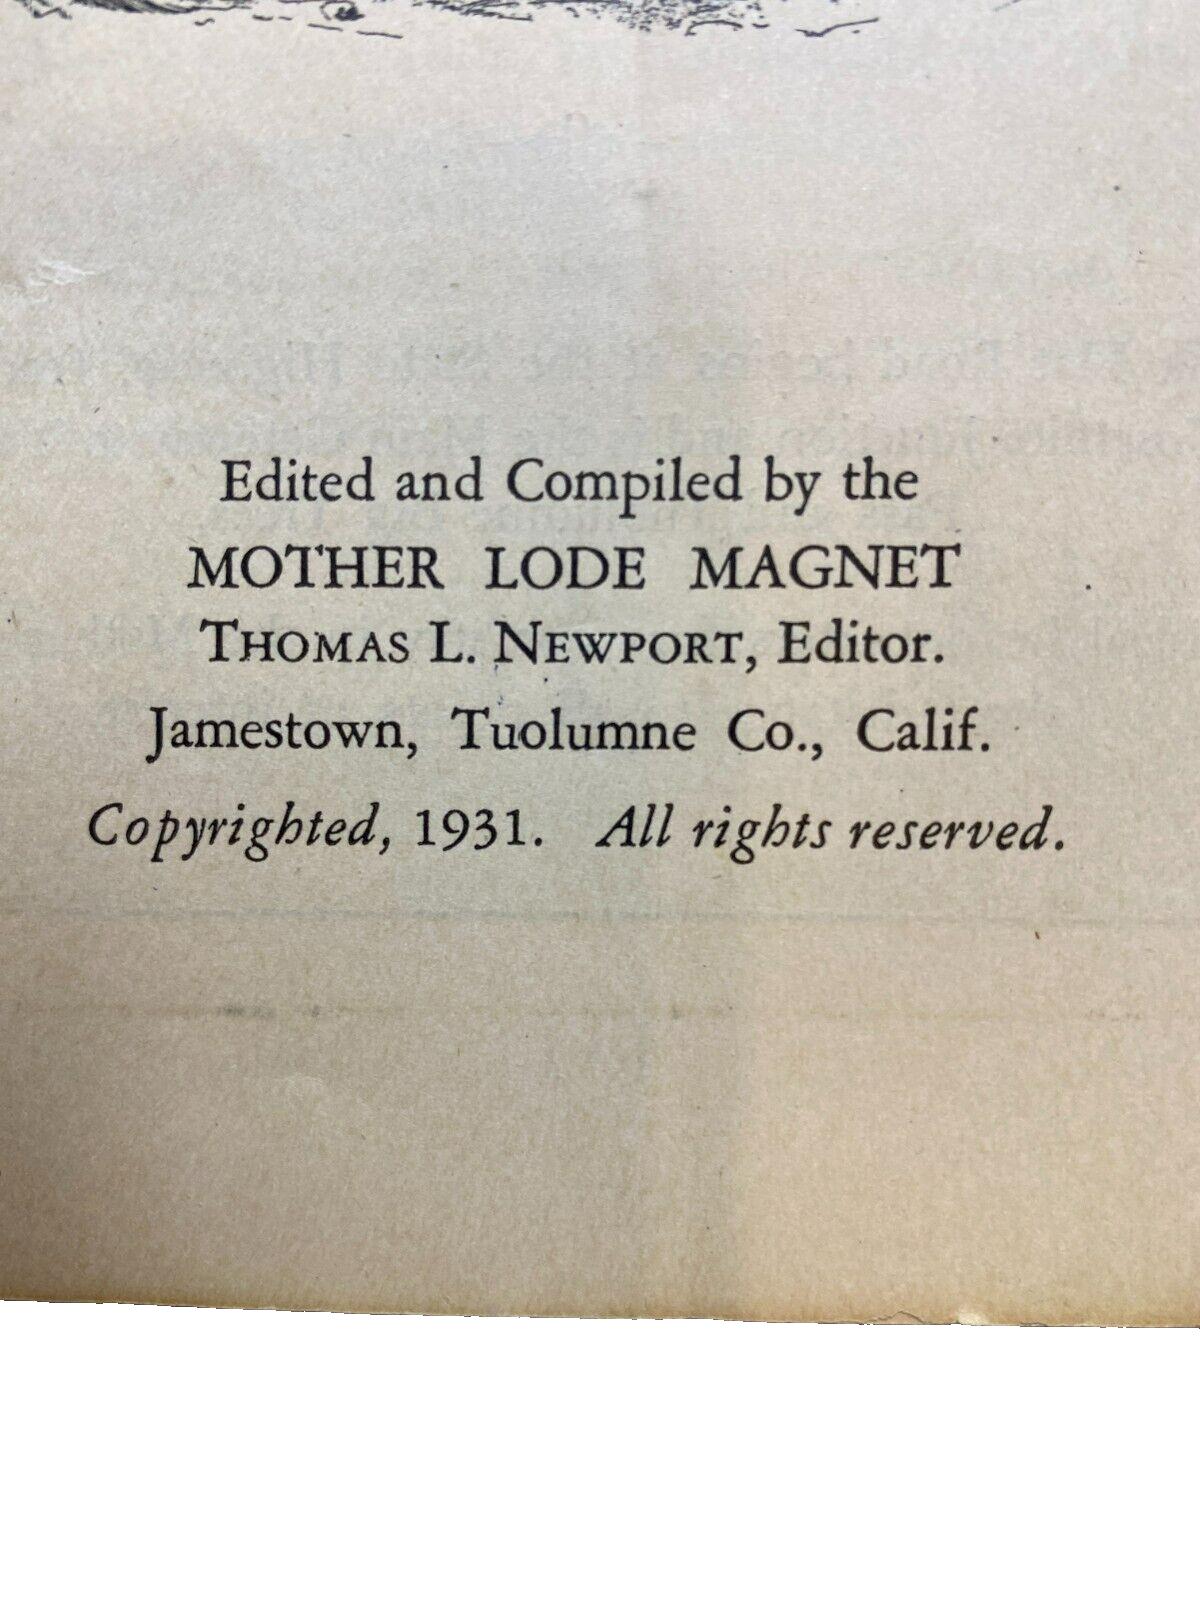 Edited and Compiled by the
MOTHER LODE MAGNET
THOMAS L. NEWPORT, Editor.
Jamestown, Tuolumne Co., Calif.
Copyrighted, 1931. All rights reserved.